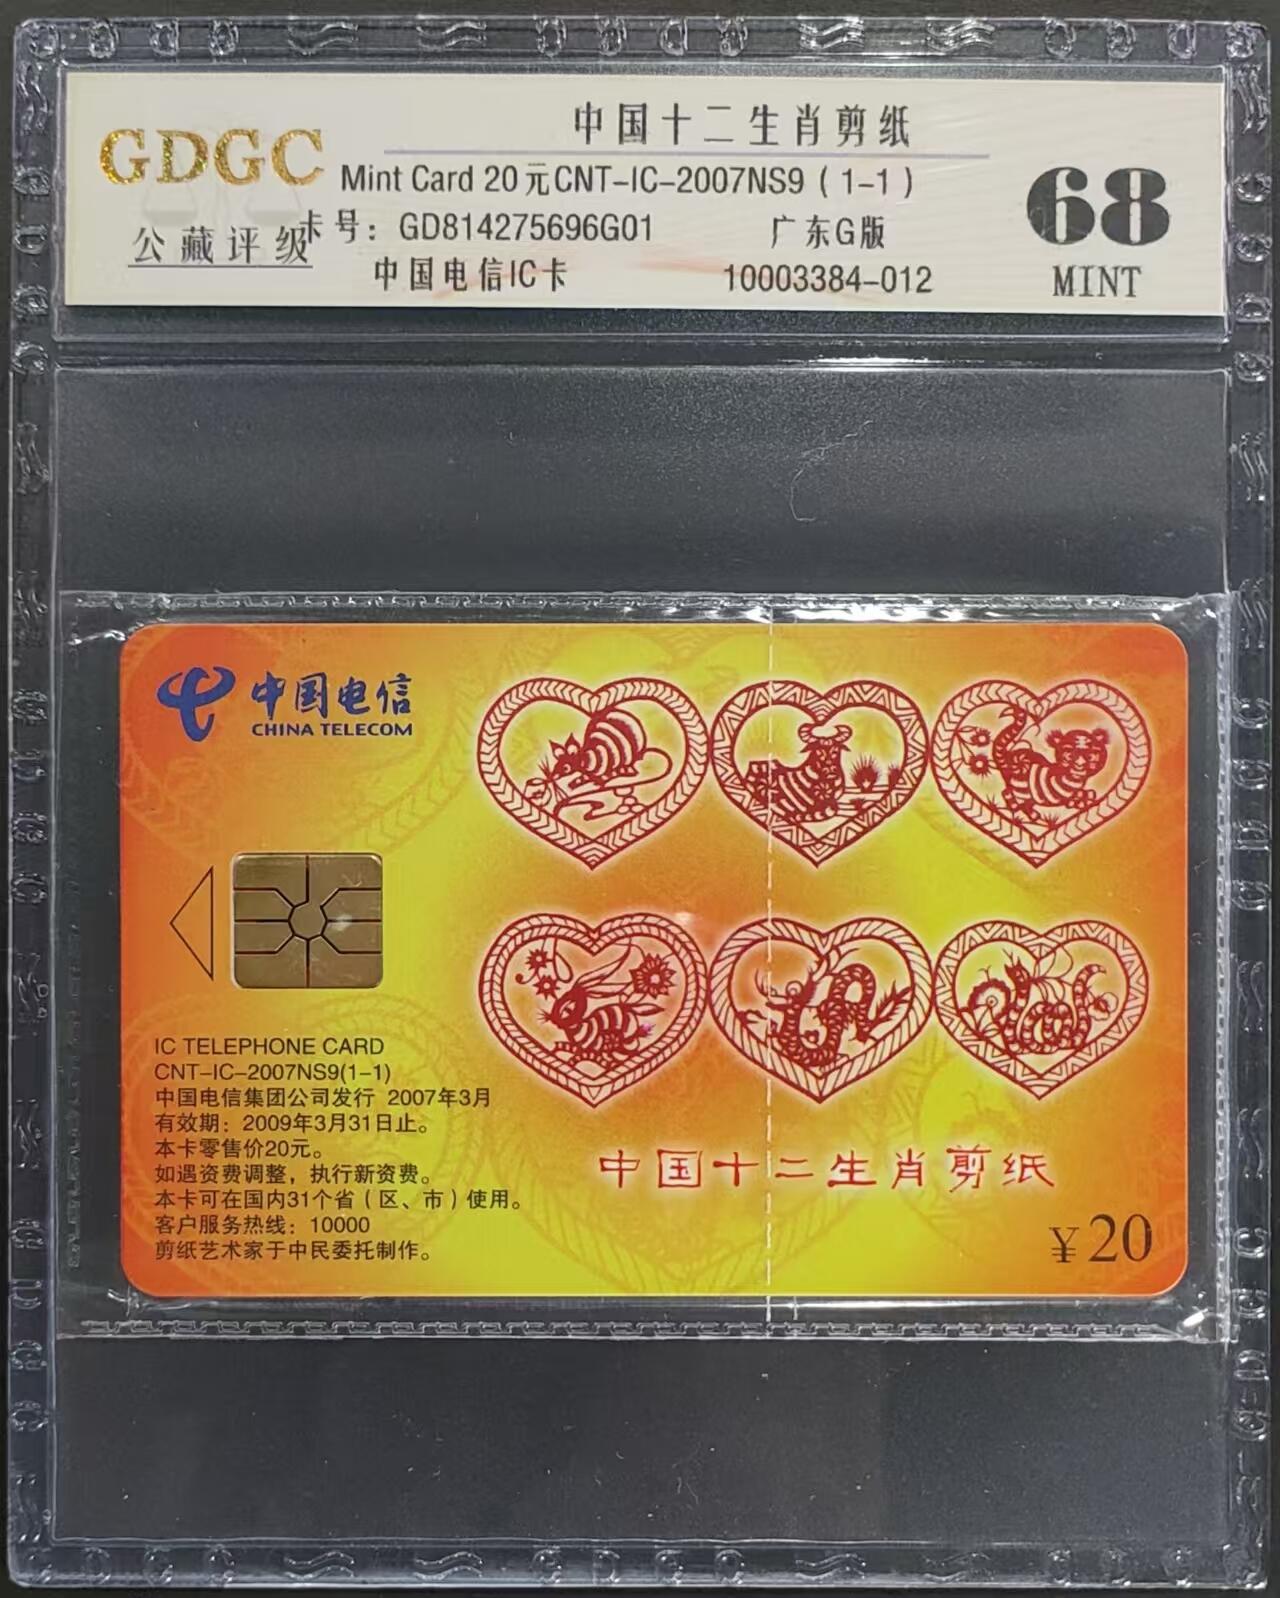 中国十二生肖剪纸
GDGC
Mint Card 20元CNT-IC-2007NS9（1-1）
68
公藏评级
卡号：GD814275696G01
广东G版
中国电信IC卡
10003384-012
MINT
中国电信
CHINA TELECOM
IC TELEPHONE CARD
CNT-IC-2007NS9(1-1)
中国电信集团公司发行 2007年3月
有效期：2009年3月31日止。
本卡零售价20元。
如遇资费调整，执行新资费。
本卡可在国内31个省（区、市）使用。
客户服务热线：10000
剪纸艺术家于中民委托制作。
中国十二生肖剪纸
¥20